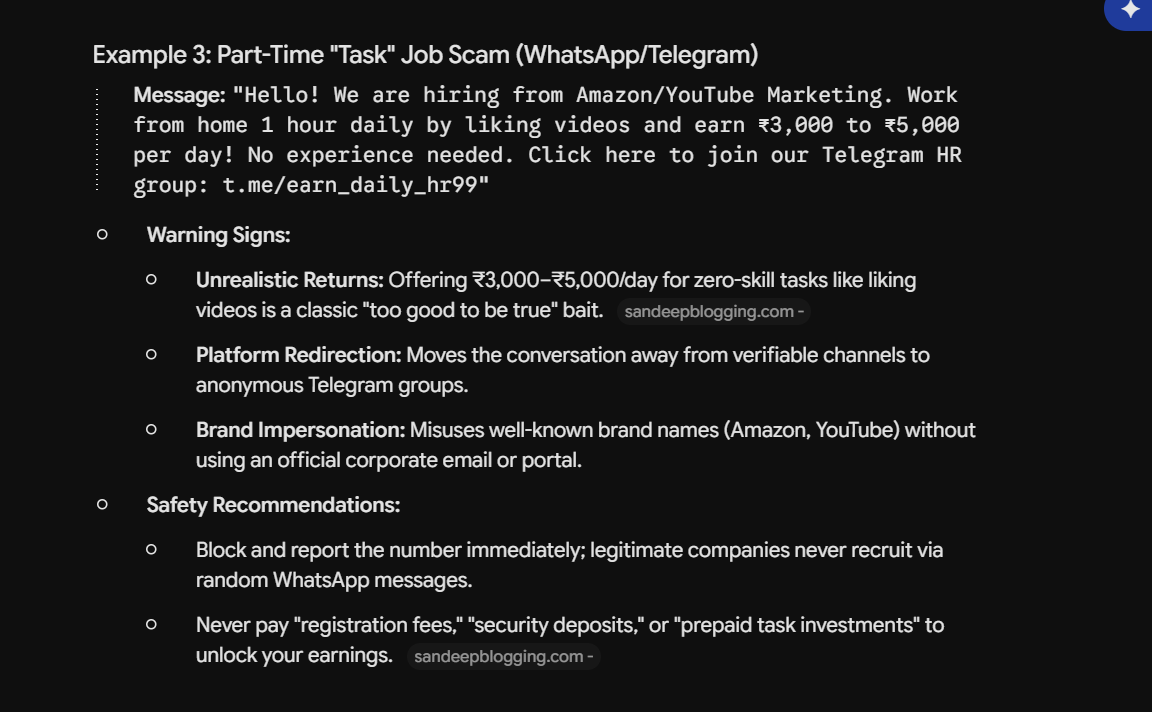 Example 3: Part-Time "Task" Job Scam (WhatsApp/Telegram)
Message: "Hello! We are hiring from Amazon/YouTube Marketing. Work
from home 1 hour daily by liking videos and earn ₹3,000 to ₹5,000
per day! No experience needed. Click here to join our Telegram HR
group: t.me/earn_daily_hr99"
Warning Signs:
Unrealistic Returns: Offering ₹3,000–₹5,000/day for zero-skill tasks like liking
videos is a classic "too good to be true" bait. sandeepblogging.com -
Platform Redirection: Moves the conversation away from verifiable channels to
anonymous Telegram groups.
Brand Impersonation: Misuses well-known brand names (Amazon, YouTube) without
using an official corporate email or portal.
Safety Recommendations:
Block and report the number immediately; legitimate companies never recruit via
random WhatsApp messages.
Never pay "registration fees," "security deposits," or "prepaid task investments" to
unlock your earnings. sandeepblogging.com -